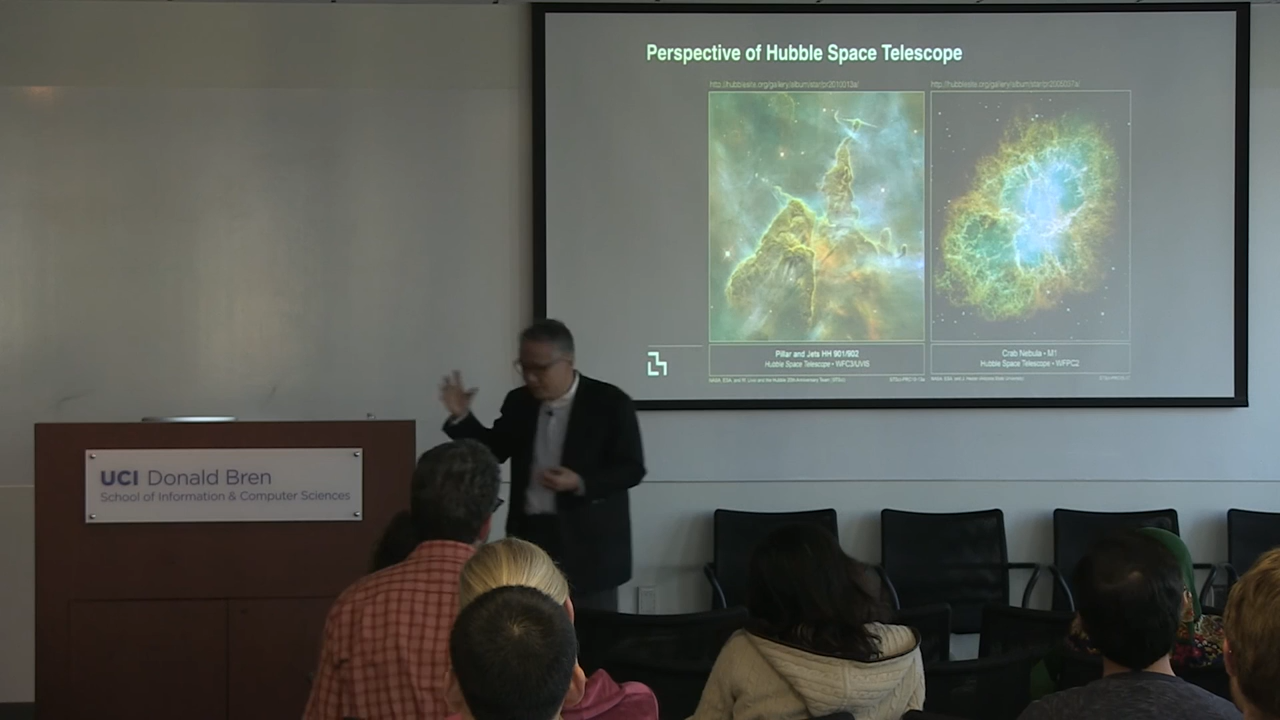 Perspective of Hubble Space Telescope
Pillar and Jets HH 901/902
Hubble Space Telescope • WFC3/UVIS
Crab Nebula • M1
Hubble Space Telescope • WFPC2
UCI Donald Bren
School of Information & Computer Sciences